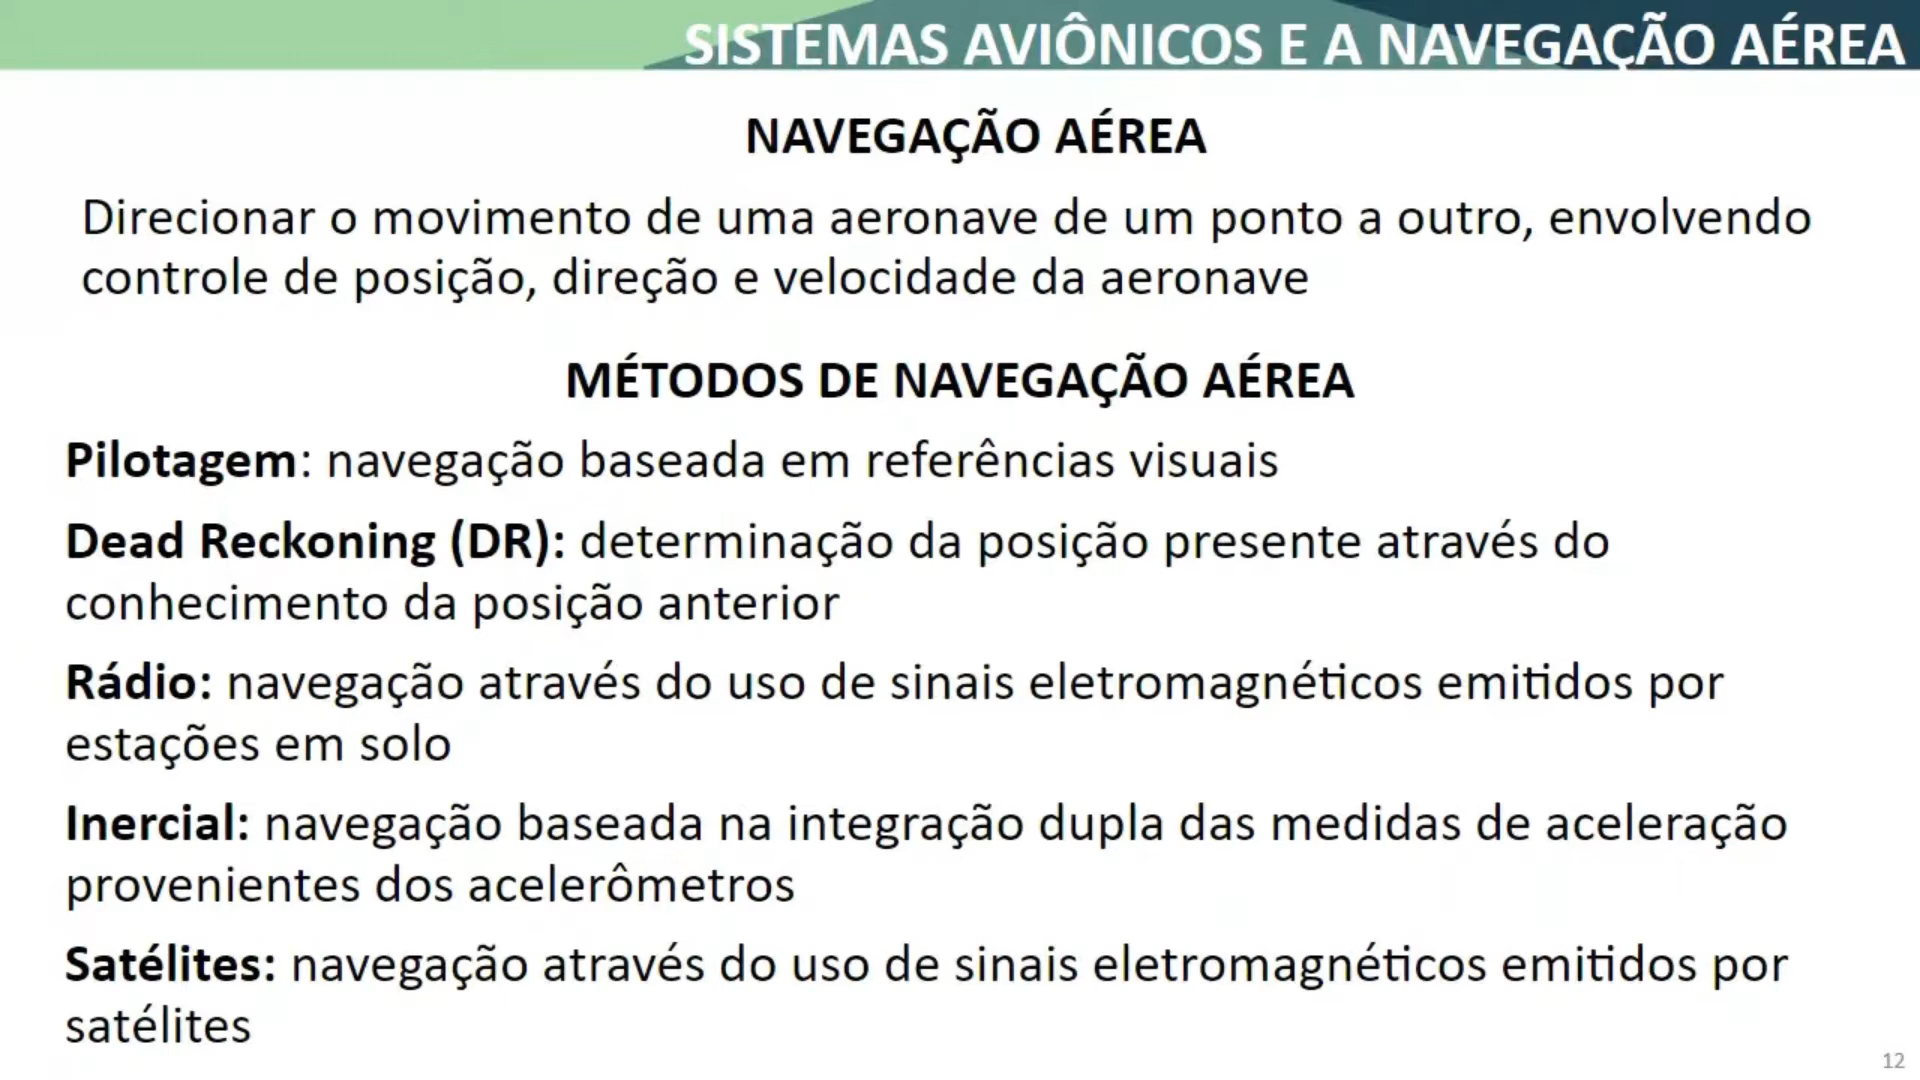 SISTEMAS AVIÔNICOS E A NAVEGAÇÃO AÉREA
NAVEGAÇÃO AÉREA
Direcionar o movimento de uma aeronave de um ponto a outro, envolvendo
controle de posição, direção e velocidade da aeronave
MÉTODOS DE NAVEGAÇÃO AÉREA
Pilotagem: navegação baseada em referências visuais
Dead Reckoning (DR): determinação da posição presente através do
conhecimento da posição anterior
Rádio: navegação através do uso de sinais eletromagnéticos emitidos por
estações em solo
Inercial: navegação baseada na integração dupla das medidas de aceleração
provenientes dos acelerômetros
Satélites: navegação através do uso de sinais eletromagnéticos emitidos por
satélites
12